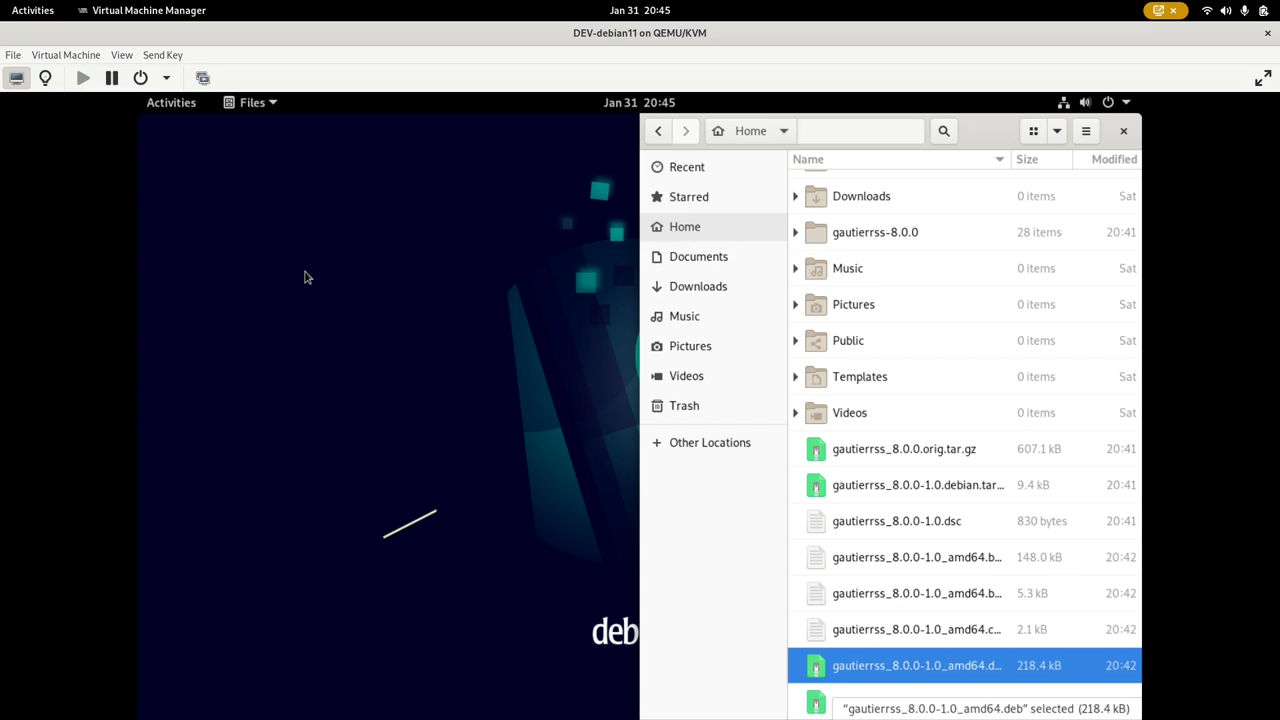 Activities Virtual Machine Manager Jan 31 20:45
DEV-debian11 on QEMU/KVM
File Virtual Machine View Send Key
Activities Files Jan 31 20:45
Home
Name Size Modified
Recent
Starred
Home
Documents
Downloads
Music
Pictures
Videos
Trash
Other Locations
Downloads 0 items Sat
gautierrss-8.0.0 28 items 20:41
Music 0 items Sat
Pictures 0 items Sat
Public 0 items Sat
Templates 0 items Sat
Videos 0 items Sat
gautierrss_8.0.0.orig.tar.gz 607.1 kB 20:41
gautierrss_8.0.0-1.0.debian.tar... 9.4 kB 20:41
gautierrss_8.0.0-1.0.dsc 830 bytes 20:41
gautierrss_8.0.0-1.0_amd64.b... 148.0 kB 20:42
gautierrss_8.0.0-1.0_amd64.b... 5.3 kB 20:42
gautierrss_8.0.0-1.0_amd64.c... 2.1 kB 20:42
gautierrss_8.0.0-1.0_amd64.d... 218.4 kB 20:42
"gautierrss_8.0.0-1.0_amd64.deb" selected (218.4 kB)
deb